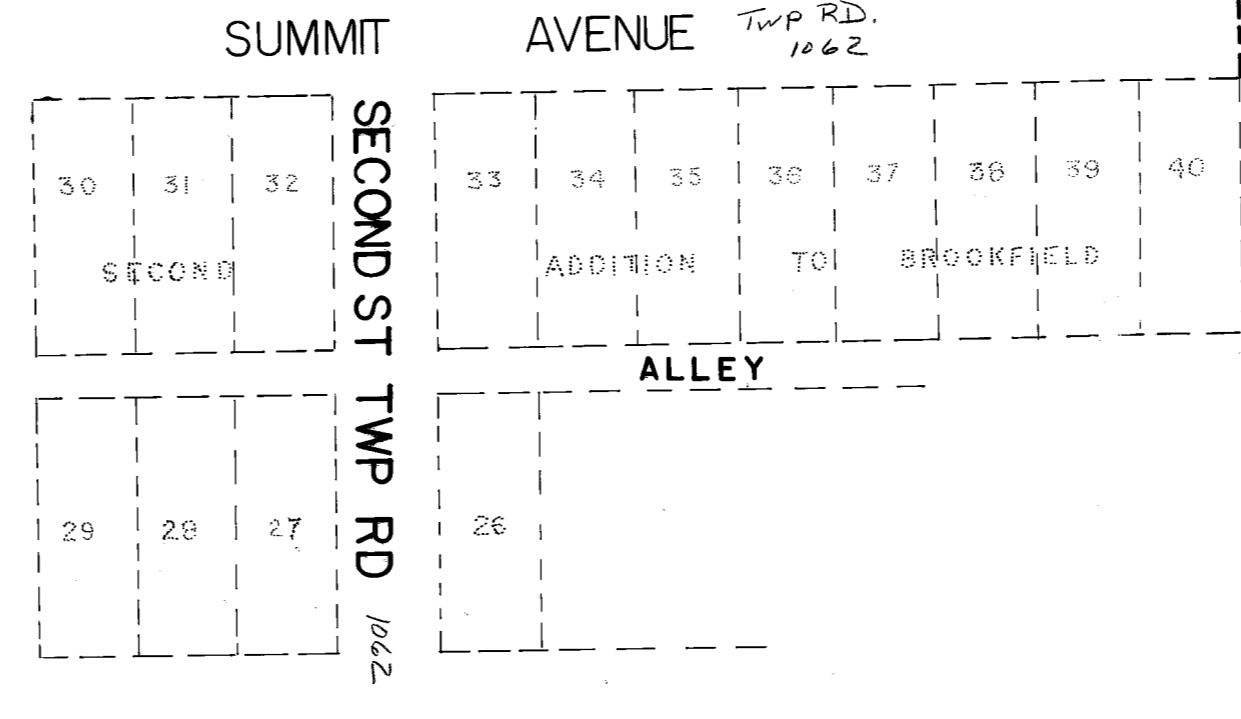 SUMMIT AVENUE TWP RD.
1062
30 31 32 33 34 35 36 37 38 39 40
SECOND ADDITION TO BROOKFIELD
SECOND ST TWP RD 1062
ALLEY
29 28 27 26